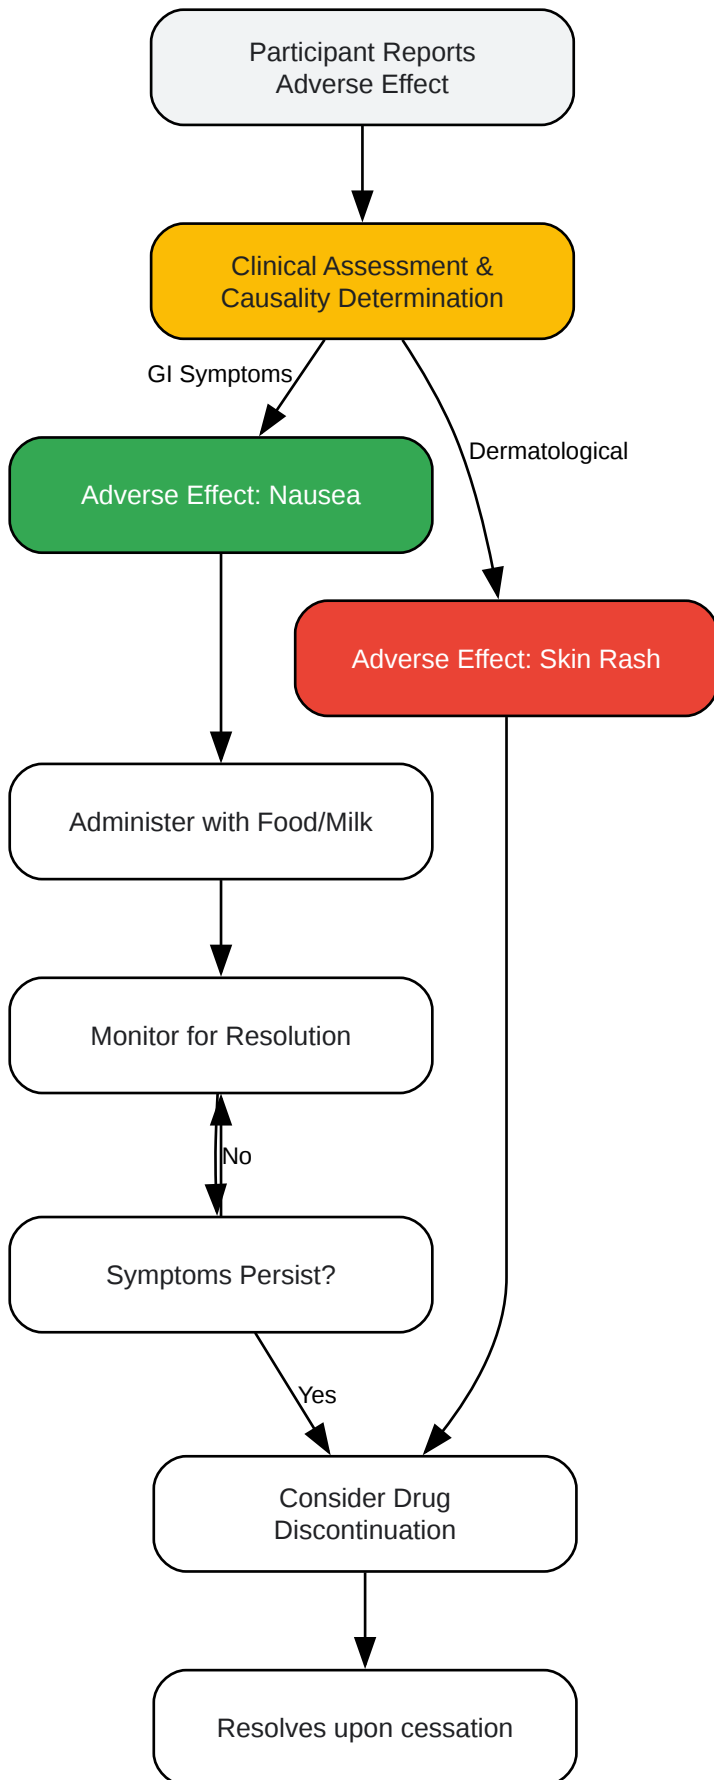 Participant Reports
Adverse Effect
Clinical Assessment &
Causality Determination
GI Symptoms
Dermatological
Adverse Effect: Nausea
Adverse Effect: Skin Rash
Administer with Food/Milk
Monitor for Resolution
No
Symptoms Persist?
Yes
Consider Drug
Discontinuation
Resolves upon cessation